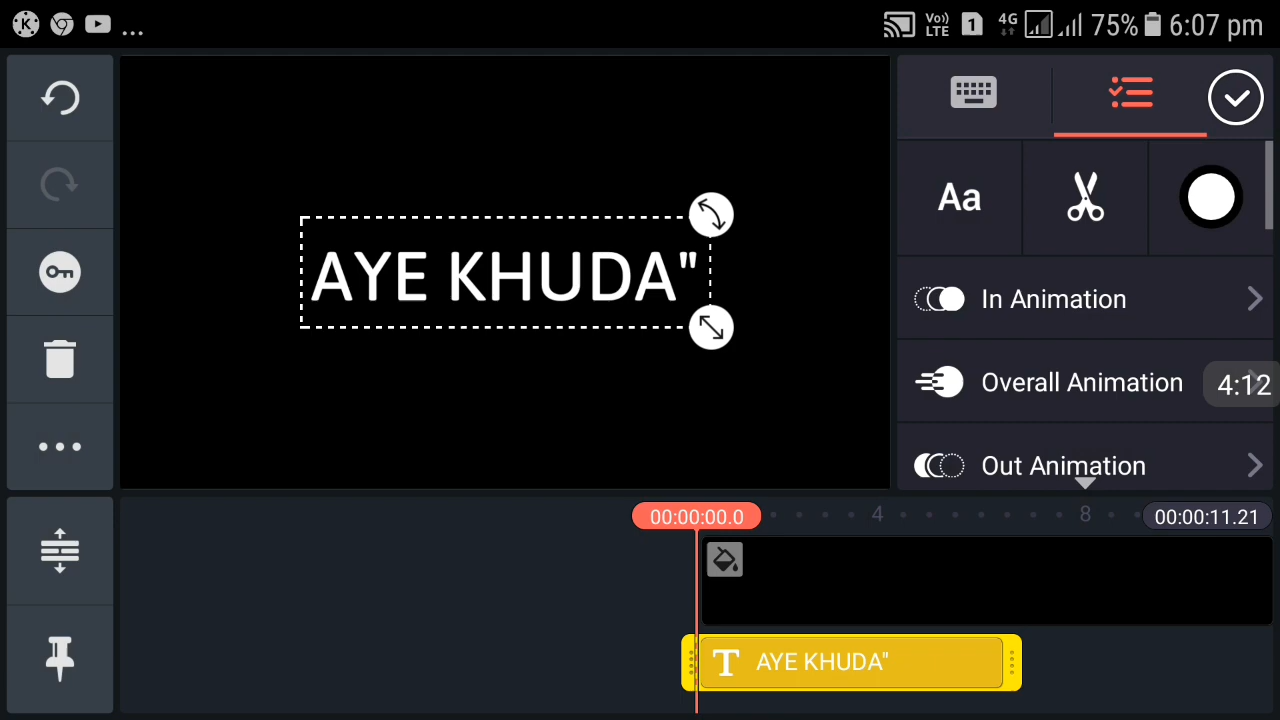 K ... Vo)) LTE 1 4G 75% 6:07 pm
AYE KHUDA"
Aa
In Animation
Overall Animation
4:12
Out Animation
00:00:00.0 4 8 00:00:11.21
T AYE KHUDA"